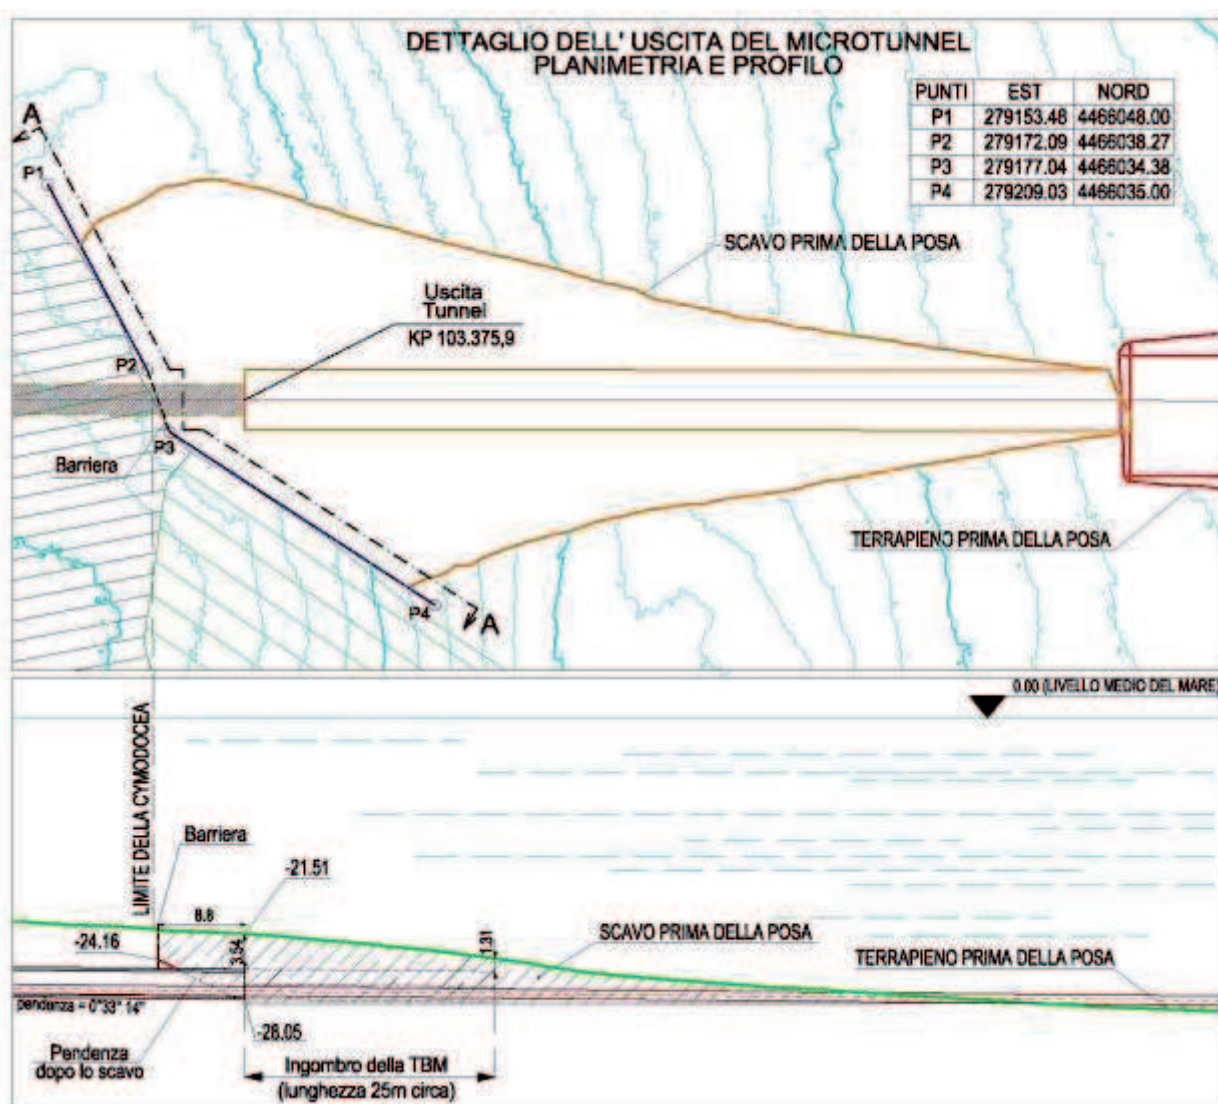 DETTAGLIO DELL' USCITA DEL MICROTUNNEL
PLANIMETRIA E PROFILO
PUNTI EST NORD
P1 279153.48 4466048.00
P2 279172.09 4466038.27
P3 279177.04 4466034.38
P4 279209.03 4466035.00
A
P1
SCAVO PRIMA DELLA POSA
Uscita
Tunnel
KP 103.375,9
P2
P3
Barriera
TERRAPIENO PRIMA DELLA POSA
P4
A
0.00 (LIVELLO MEDIO DEL MARE)
LIMITE DELLA CYMODOCEA
Barriera
-21.51
8.8
-24.16
3.54
1.31
SCAVO PRIMA DELLA POSA
TERRAPIENO PRIMA DELLA POSA
pendenza = 0°33' 14"
-28.05
Pendenza
dopo lo scavo
Ingombro della TBM
(lunghezza 25m circa)